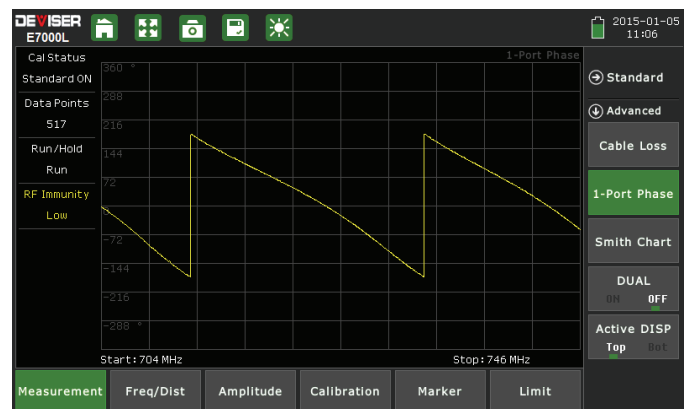 DEVISER
E7000L
2015-01-05
11:06
Cal Status
Standard ON
Data Points
517
Run/Hold
Run
RF Immunity
Low
1-Port Phase
360 °
288
216
144
72
-72
-144
-216
-288 °
Start:704 MHz
Stop:746 MHz
Standard
Advanced
Cable Loss
1-Port Phase
Smith Chart
DUAL
ON OFF
Active DISP
Top Bot
Measurement
Freq/Dist
Amplitude
Calibration
Marker
Limit